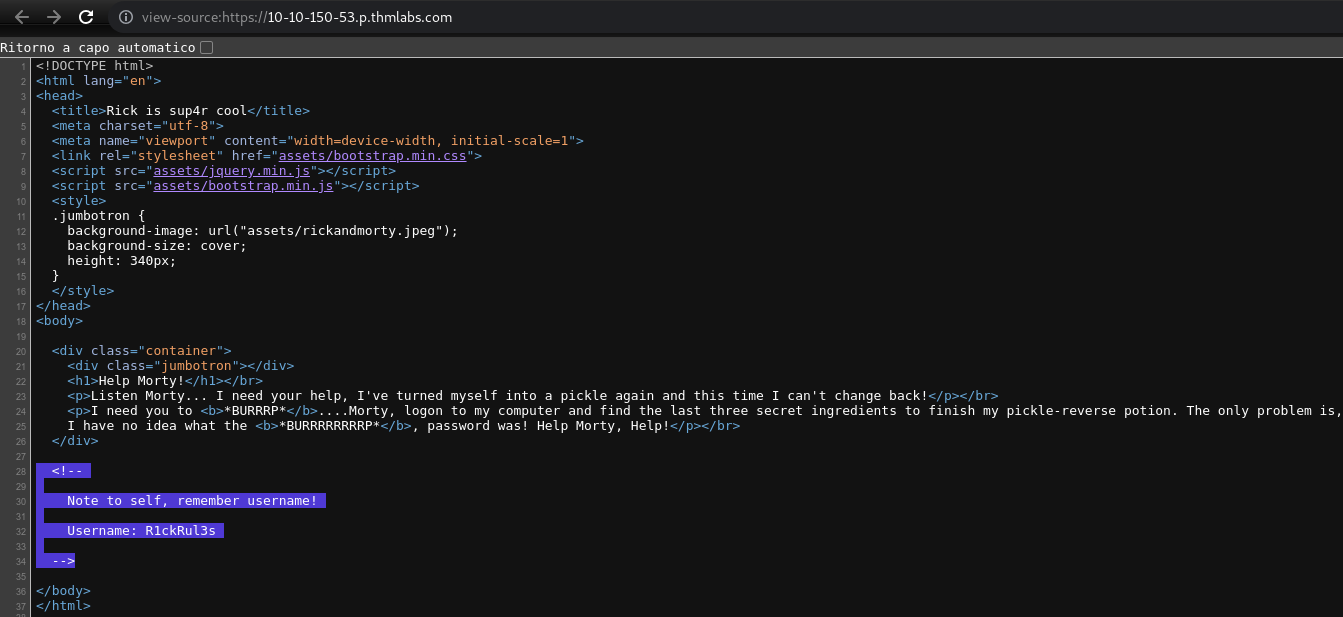 view-source:https://10-10-150-53.p.thmlabs.com
Ritorno a capo automatico
1 <!DOCTYPE html>
2 <html lang="en">
3 <head>
4 <title>Rick is sup4r cool</title>
5 <meta charset="utf-8">
6 <meta name="viewport" content="width=device-width, initial-scale=1">
7 <link rel="stylesheet" href="assets/bootstrap.min.css">
8 <script src="assets/jquery.min.js"></script>
9 <script src="assets/bootstrap.min.js"></script>
10 <style>
11 .jumbotron {
12 background-image: url("assets/rickandmorty.jpeg");
13 background-size: cover;
14 height: 340px;
15 }
16 </style>
17 </head>
18 <body>
19
20 <div class="container">
21 <div class="jumbotron"></div>
22 <h1>Help Morty!</h1></br>
23 <p>Listen Morty... I need your help, I've turned myself into a pickle again and this time I can't change back!</p></br>
24 <p>I need you to <b>*BURRRP*</b>....Morty, logon to my computer and find the last three secret ingredients to finish my pickle-reverse potion. The only problem is,
25 I have no idea what the <b>*BURRRRRRRRP*</b>, password was! Help Morty, Help!</p></br>
26 </div>
27
28 <!--
29
30 Note to self, remember username!
31
32 Username: R1ckRul3s
33
34 -->
35
36 </body>
37 </html>
38